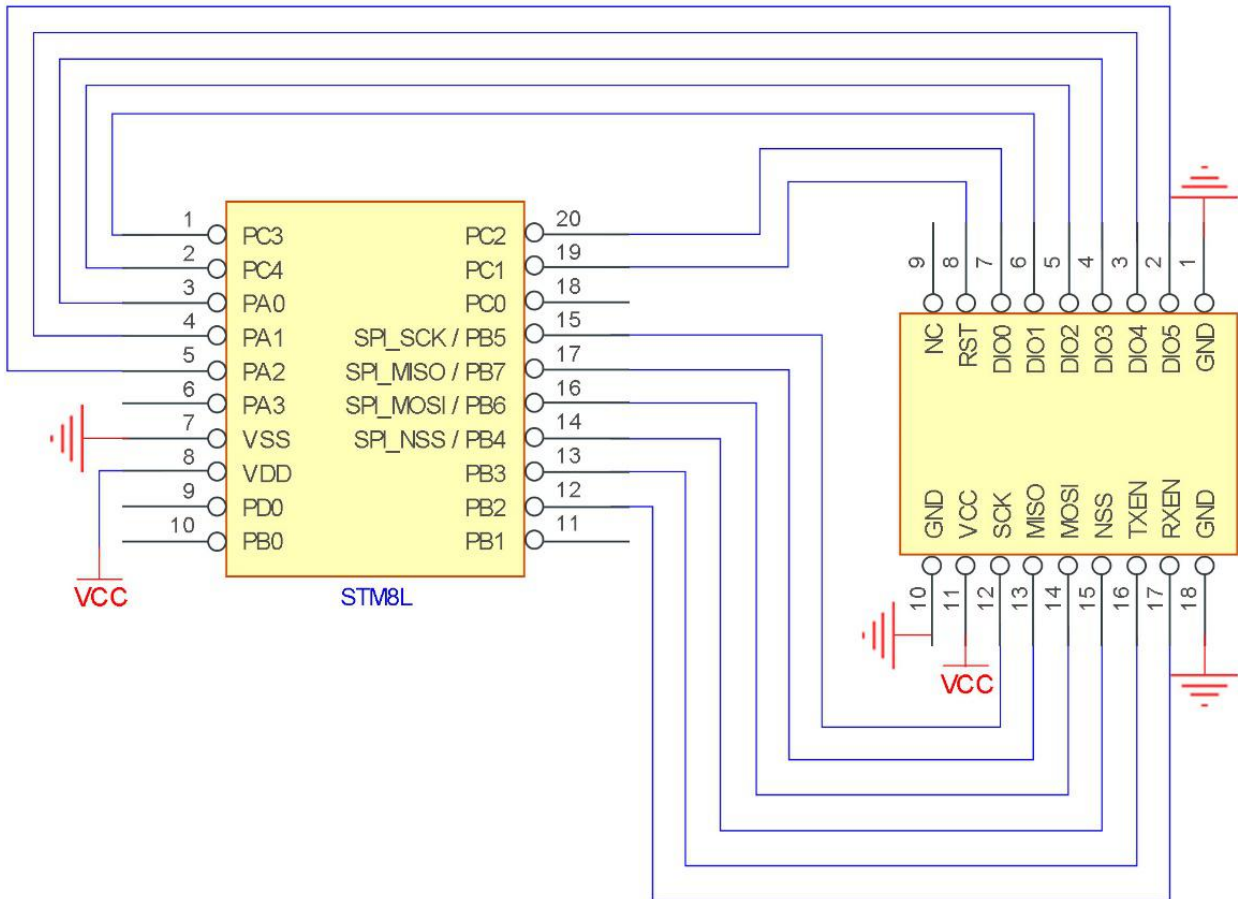 1 PC3
2 PC4
3 PA0
4 PA1
5 PA2
6 PA3
7 VSS
8 VDD
9 PD0
10 PB0
VCC
PC2 20
PC1 19
PC0 18
SPI_SCK / PB5 15
SPI_MISO / PB7 17
SPI_MOSI / PB6 16
SPI_NSS / PB4 14
PB3 13
PB2 12
PB1 11
STM8L
9 8 7 6 5 4 3 2 1
NC RST DIO0 DIO1 DIO2 DIO3 DIO4 DIO5 GND
GND VCC SCK MISO MOSI NSS TXEN RXEN GND
10 11 12 13 14 15 16 17 18
VCC